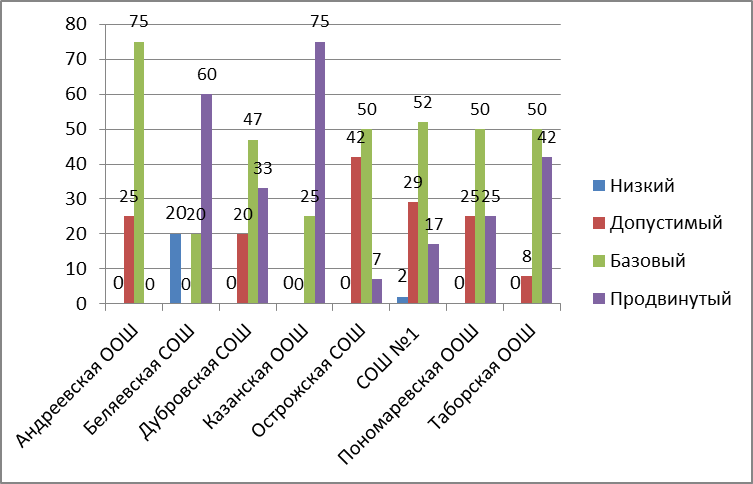 80
70
60
50
40
30
20
10
0
0 25 75 0
20 0 20 60
0 20 47 33
0 0 25 75
0 42 50 7
2 29 52 17
0 25 50 25
0 8 50 42
Андреевская ООШ
Беляевская СОШ
Дубровская СОШ
Казанская ООШ
Острожская СОШ
СОШ №1
Пономаревская ООШ
Таборская ООШ
Низкий
Допустимый
Базовый
Продвинутый